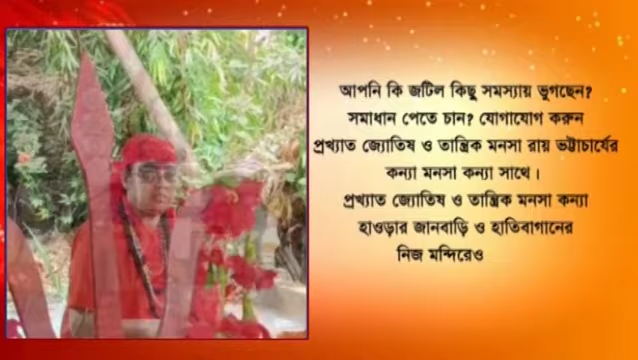 আপনি কি জটিল কিছু সমস্যায় ভুগছেন?
সমাধান পেতে চান? যোগাযোগ করুন
প্রখ্যাত জ্যোতিষ ও তান্ত্রিক মনসা রায় ভট্টাচার্যের
কন্যা মনসা কন্যা সাথে ।
প্রখ্যাত জ্যোতিষ ও তান্ত্রিক মনসা কন্যা
হাওড়ার জানবাড়ি ও হাতিবাগানের
নিজ মন্দিরেও